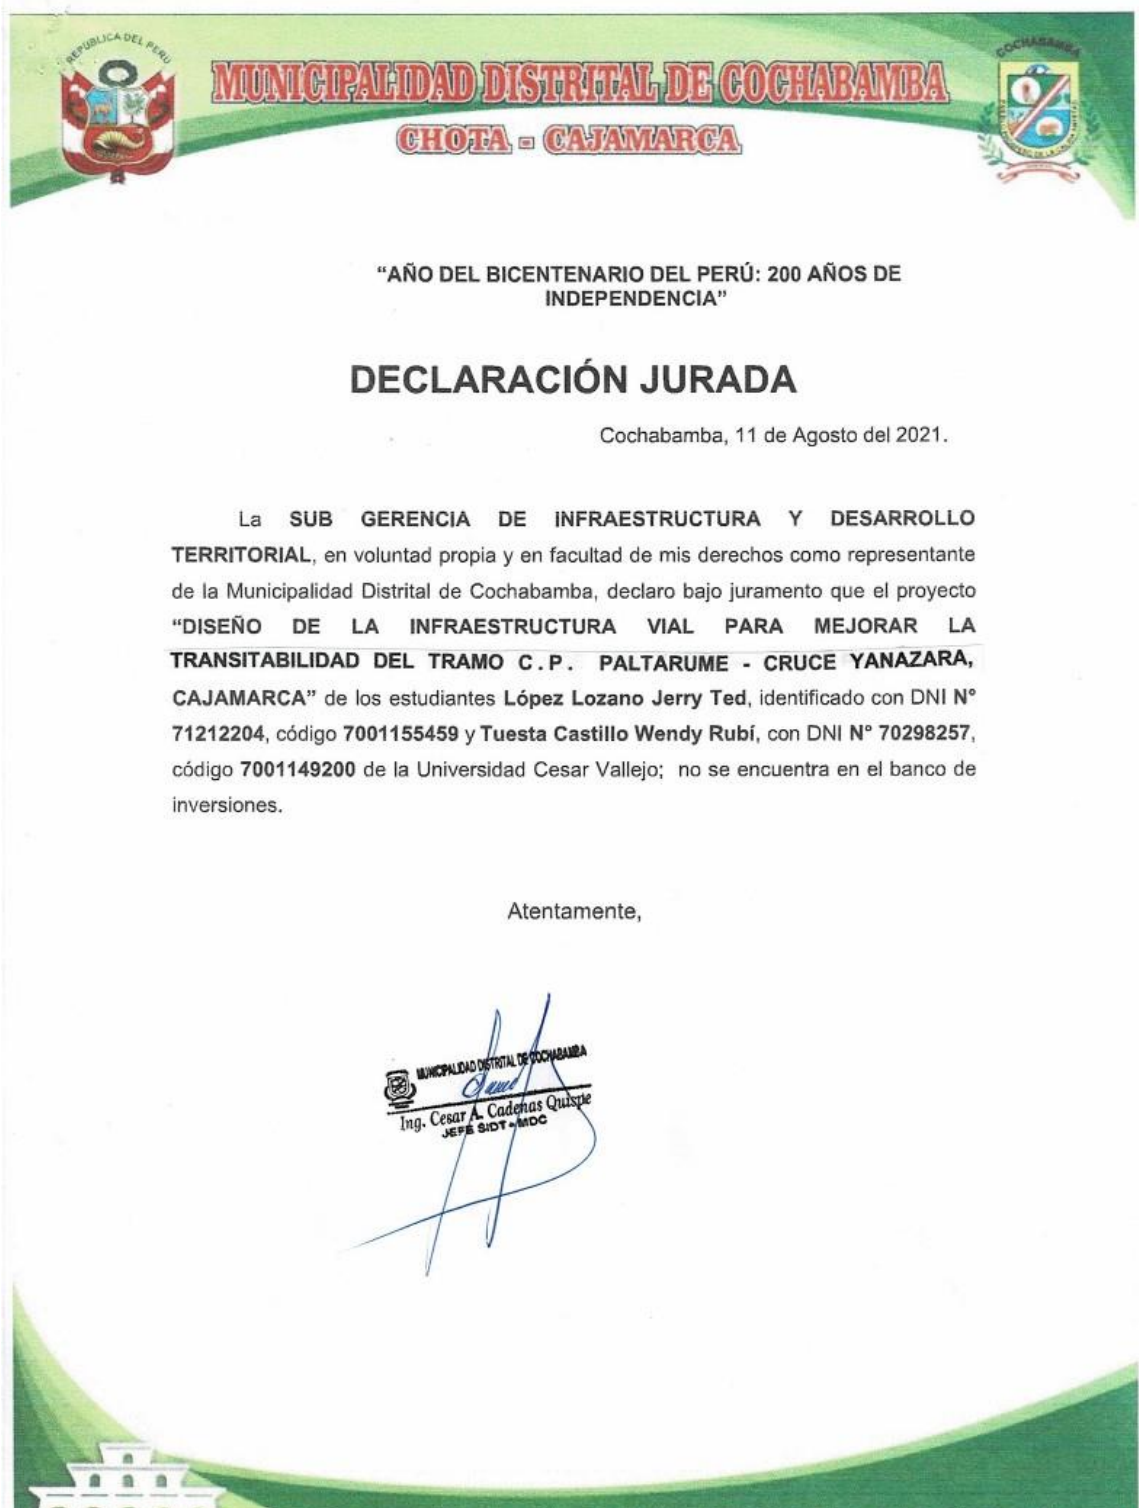 REPÚBLICA DEL PERÚ
COCHABAMBA
MUNICIPALIDAD DISTRITAL DE COCHABAMBA
CHOTA - CAJAMARCA
“AÑO DEL BICENTENARIO DEL PERÚ: 200 AÑOS DE
INDEPENDENCIA”
DECLARACIÓN JURADA
Cochabamba, 11 de Agosto del 2021.
La SUB GERENCIA DE INFRAESTRUCTURA Y DESARROLLO
TERRITORIAL, en voluntad propia y en facultad de mis derechos como representante
de la Municipalidad Distrital de Cochabamba, declaro bajo juramento que el proyecto
“DISEÑO DE LA INFRAESTRUCTURA VIAL PARA MEJORAR LA
TRANSITABILIDAD DEL TRAMO C.P. PALTARUME - CRUCE YANAZARA,
CAJAMARCA” de los estudiantes López Lozano Jerry Ted, identificado con DNI N°
71212204, código 7001155459 y Tuesta Castillo Wendy Rubí, con DNI N° 70298257,
código 7001149200 de la Universidad Cesar Vallejo; no se encuentra en el banco de
inversiones.
Atentamente,
MUNICIPALIDAD DISTRITAL DE COCHABAMBA
Ing. Cesar A. Cadenas Quispe
JEFE SIDT - MDC